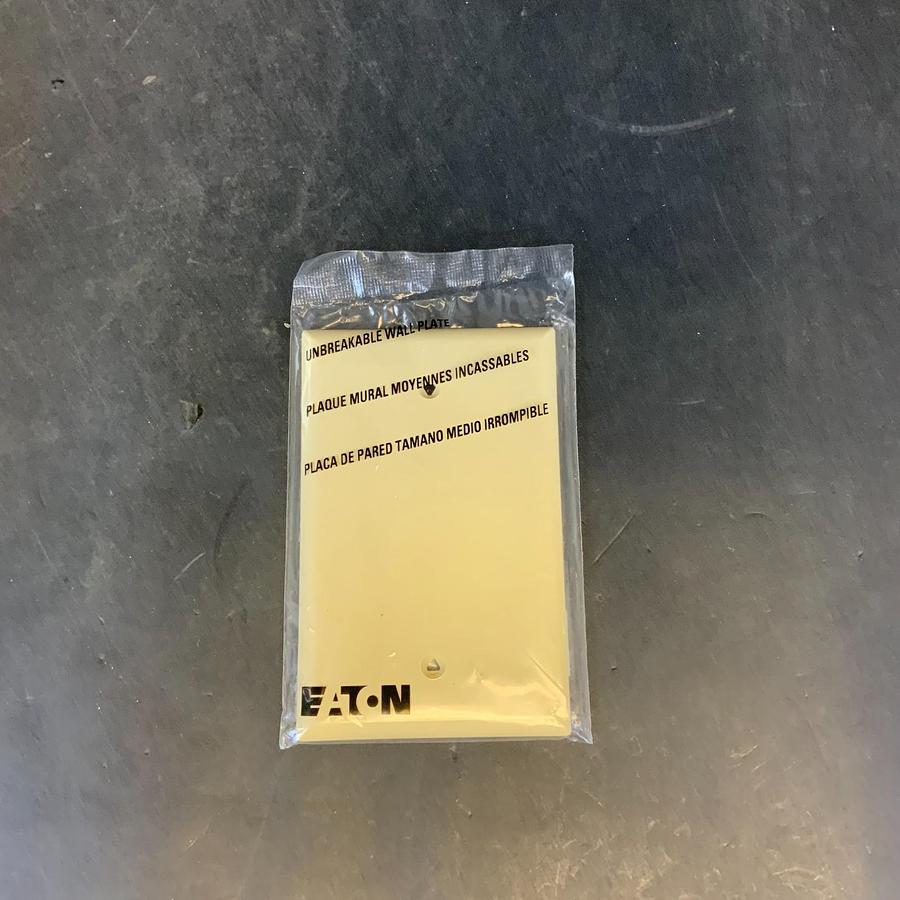 UNBREAKABLE WALL PLATE
PLAQUE MURAL MOYENNES INCASSABLES
PLACA DE PARED TAMANO MEDIO IRROMPIBLE
EATON